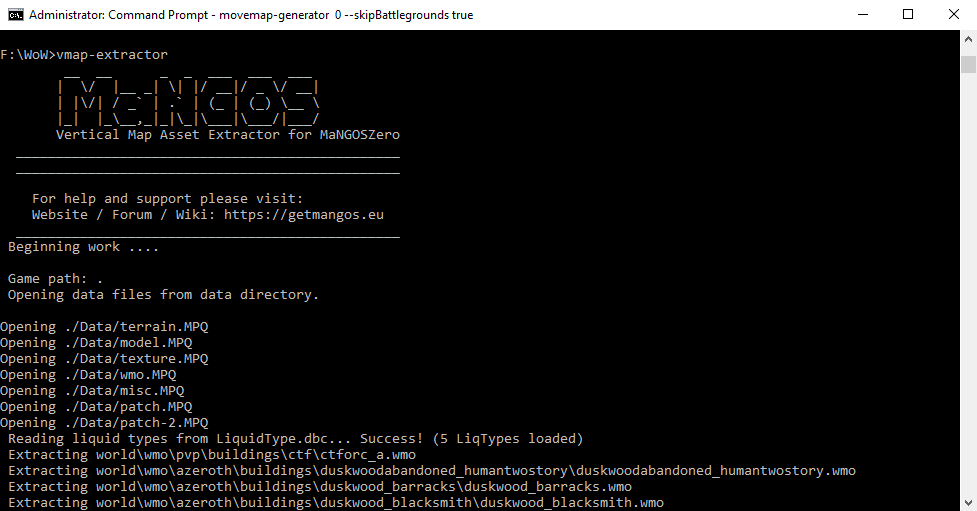 Administrator: Command Prompt - movemap-generator  0 --skipBattlegrounds true
F:\WoW>vmap-extractor
MaNGOS
Vertical Map Asset Extractor for MaNGOSZero
For help and support please visit:
Website / Forum / Wiki: https://getmangos.eu
Beginning work ....
Game path: .
Opening data files from data directory.
Opening ./Data/terrain.MPQ
Opening ./Data/model.MPQ
Opening ./Data/texture.MPQ
Opening ./Data/wmo.MPQ
Opening ./Data/misc.MPQ
Opening ./Data/patch.MPQ
Opening ./Data/patch-2.MPQ
Reading liquid types from LiquidType.dbc... Success! (5 LiqTypes loaded)
Extracting world\wmo\pvp\buildings\ctf\ctforc_a.wmo
Extracting world\wmo\azeroth\buildings\duskwoodabandoned_humantwostory\duskwoodabandoned_humantwostory.wmo
Extracting world\wmo\azeroth\buildings\duskwood_barracks\duskwood_barracks.wmo
Extracting world\wmo\azeroth\buildings\duskwood_blacksmith\duskwood_blacksmith.wmo